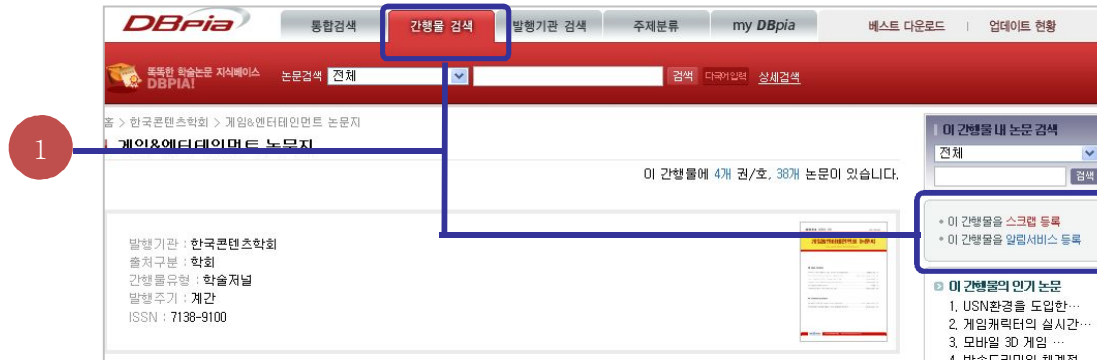 DBpia
통합검색 간행물 검색 발행기관 검색 주제분류 my DBpia 베스트 다운로드 | 업데이트 현황
똑똑한 학술논문 지식베이스
DBPIA!
논문검색 전체 검색 다국어입력 상세검색
홈 > 한국콘텐츠학회 > 게임&엔터테인먼트 논문지
게임&엔터테인먼트 논문지
1
이 간행물에 4개 권/호, 38개 논문이 있습니다.
발행기관 : 한국콘텐츠학회
출처구분 : 학회
간행물유형 : 학술저널
발행주기 : 계간
ISSN : 7138-9100
게임&엔터테인먼트 논문지
이 간행물 내 논문 검색
전체
검색
• 이 간행물을 스크랩 등록
• 이 간행물을 알림서비스 등록
이 간행물의 인기 논문
1. USN환경을 도입한…
2. 게임캐릭터의 실시간…
3. 모바일 3D 게임 …